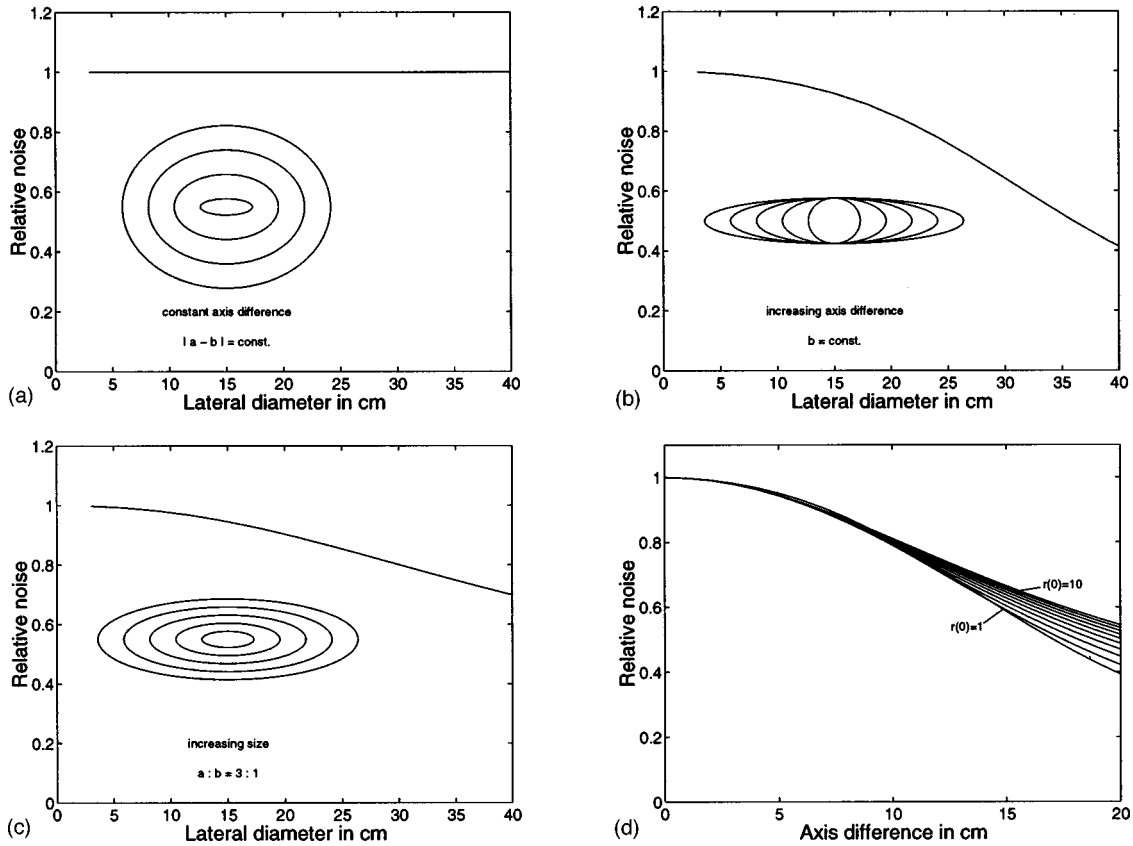 1.2
1
0.8
0.6
0.4
0.2
0
Relative noise
constant axis difference
| a – b | = const.
0 5 10 15 20 25 30 35 40
(a) Lateral diameter in cm
1.2
1
0.8
0.6
0.4
0.2
0
Relative noise
increasing axis difference
b = const.
0 5 10 15 20 25 30 35 40
(b) Lateral diameter in cm
1.2
1
0.8
0.6
0.4
0.2
0
Relative noise
increasing size
a : b = 3 : 1
0 5 10 15 20 25 30 35 40
(c) Lateral diameter in cm
1
0.8
0.6
0.4
0.2
0
Relative noise
r(0)=10
r(0)=1
0 5 10 15 20
(d) Axis difference in cm